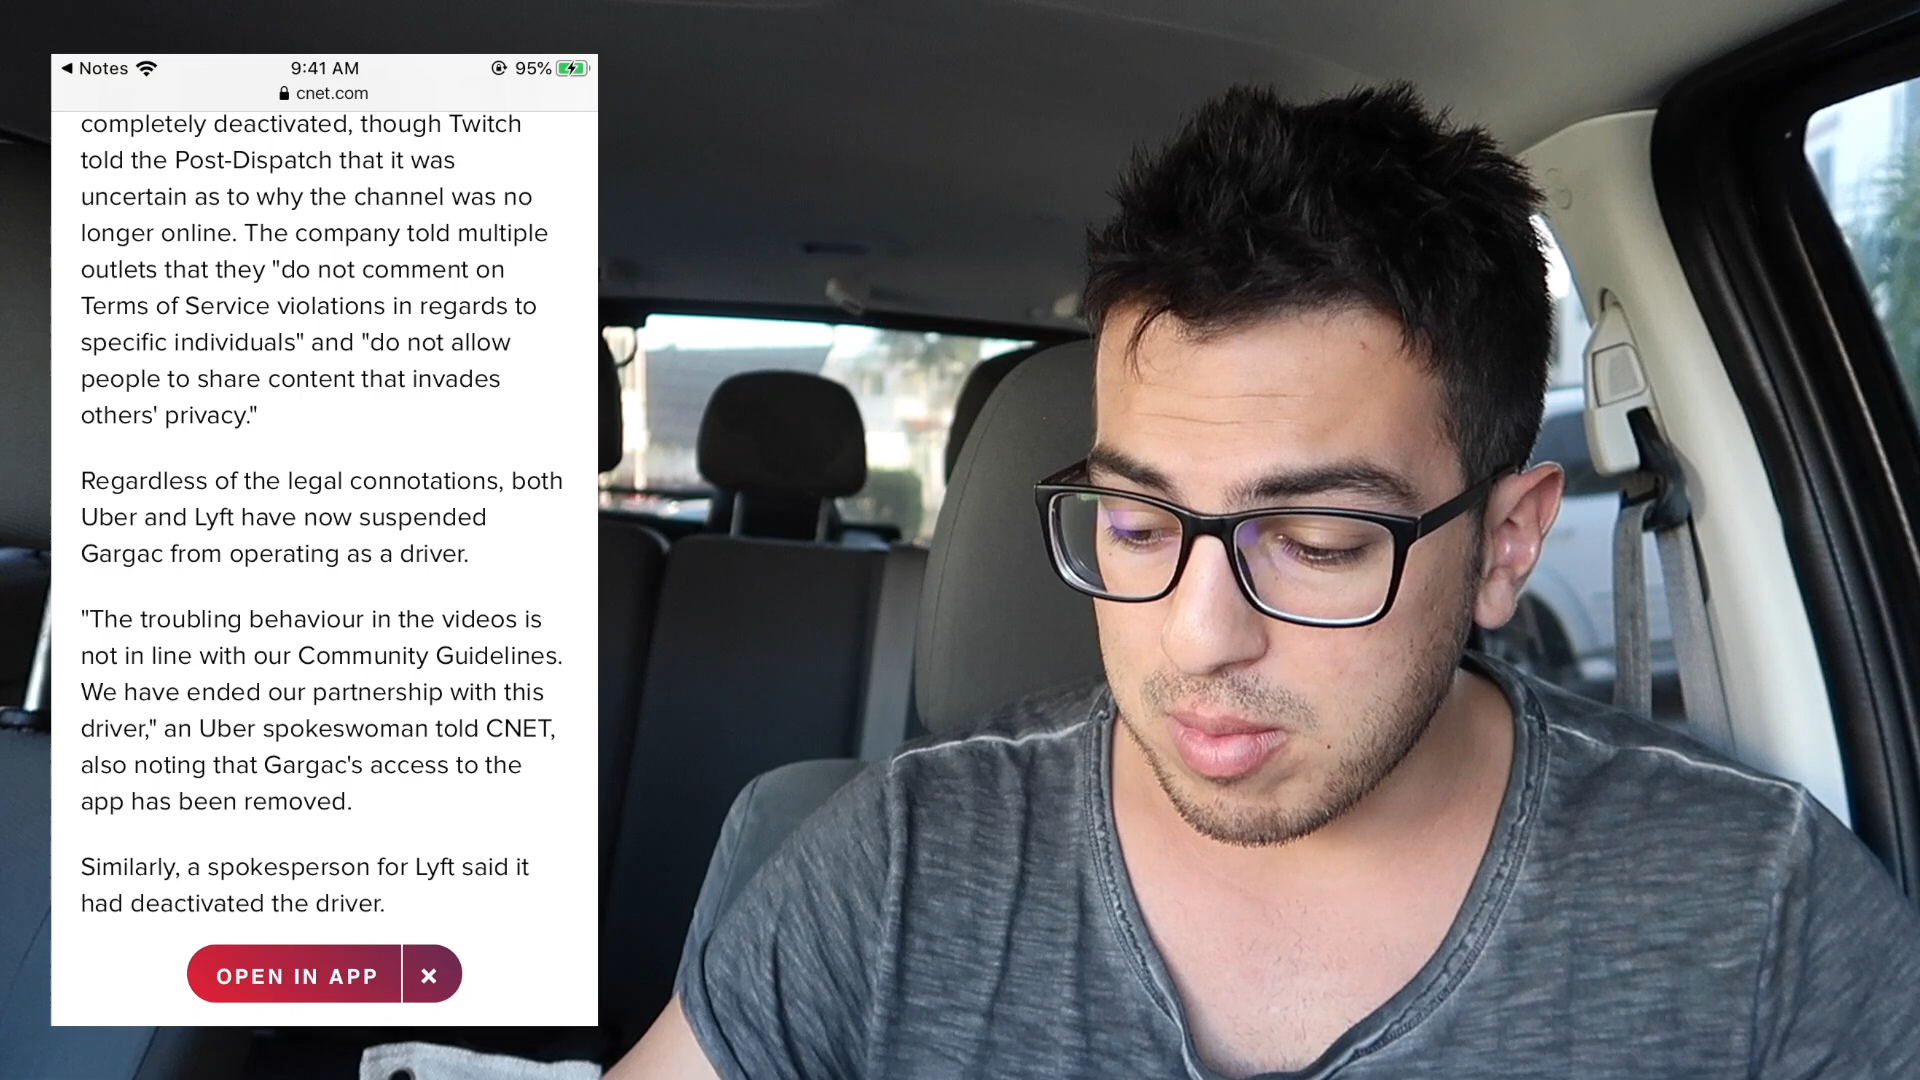 Notes
9:41 AM
95%
cnet.com
completely deactivated, though Twitch
told the Post-Dispatch that it was
uncertain as to why the channel was no
longer online. The company told multiple
outlets that they "do not comment on
Terms of Service violations in regards to
specific individuals" and "do not allow
people to share content that invades
others' privacy."
Regardless of the legal connotations, both
Uber and Lyft have now suspended
Gargac from operating as a driver.
"The troubling behaviour in the videos is
not in line with our Community Guidelines.
We have ended our partnership with this
driver," an Uber spokeswoman told CNET,
also noting that Gargac's access to the
app has been removed.
Similarly, a spokesperson for Lyft said it
had deactivated the driver.
OPEN IN APP